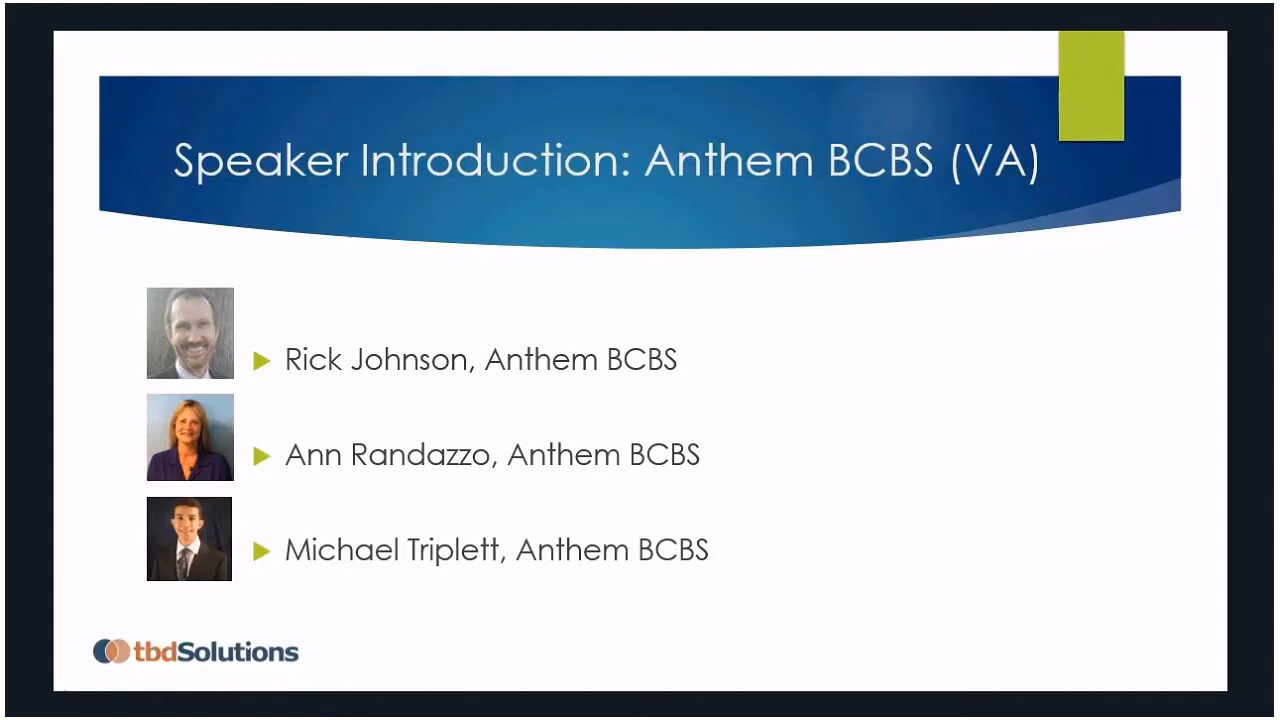 Speaker Introduction: Anthem BCBS (VA)
Rick Johnson, Anthem BCBS
Ann Randazzo, Anthem BCBS
Michael Triplett, Anthem BCBS
tbdSolutions